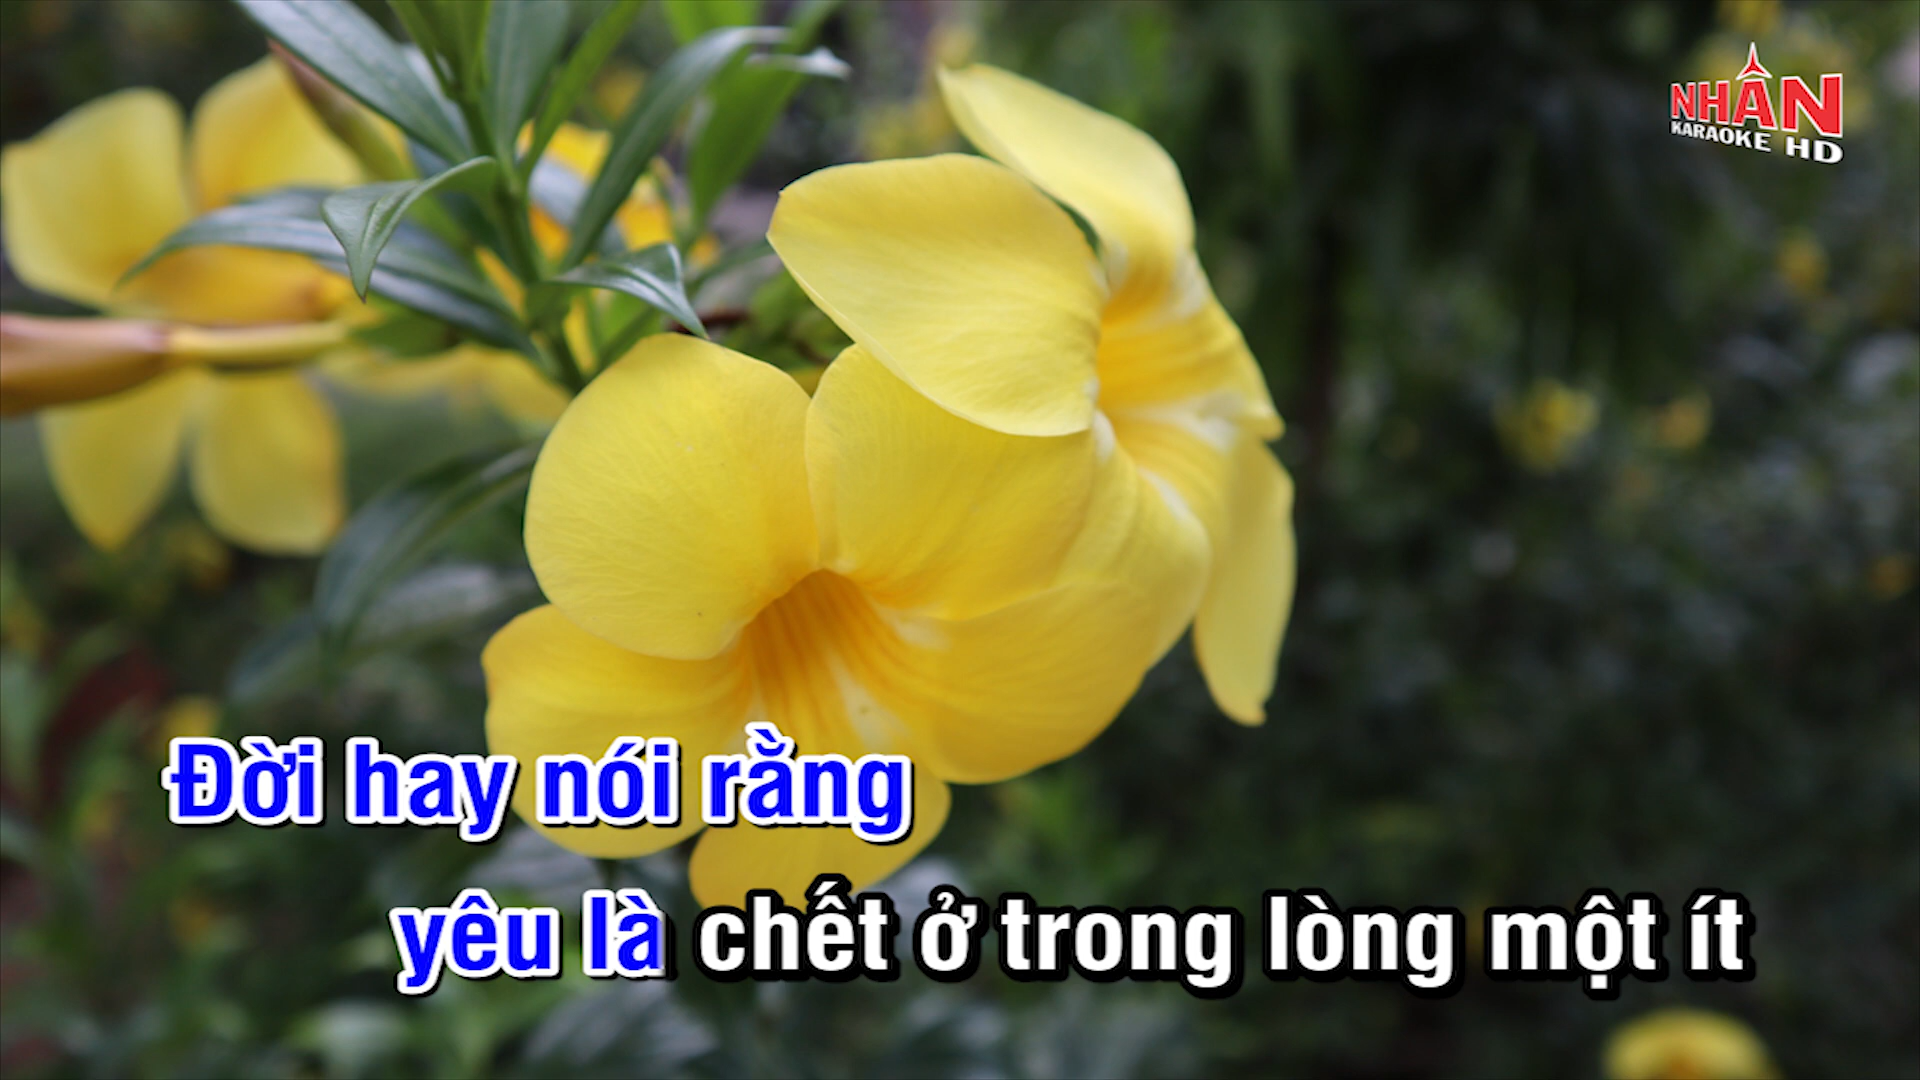 NHÂN
KARAOKE HD
Đời hay nói rằng
yêu là chết ở trong lòng một ít